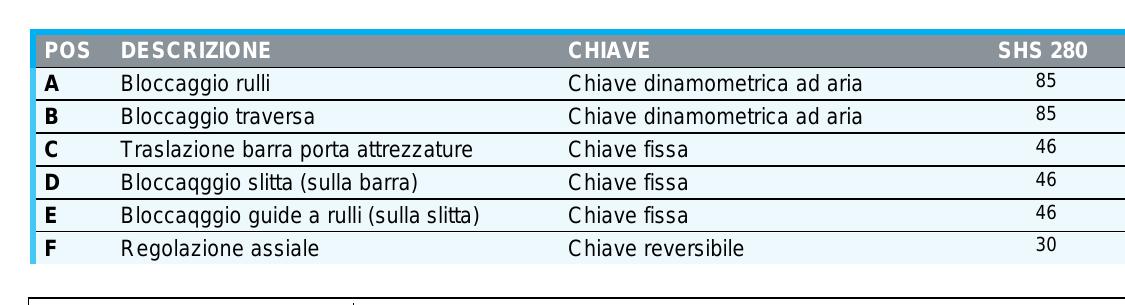 POS DESCRIZIONE CHIAVE SHS 280
A Bloccaggio rulli Chiave dinamometrica ad aria 85
B Bloccaggio traversa Chiave dinamometrica ad aria 85
C Traslazione barra porta attrezzature Chiave fissa 46
D Bloccaqggio slitta (sulla barra) Chiave fissa 46
E Bloccaqggio guide a rulli (sulla slitta) Chiave fissa 46
F Regolazione assiale Chiave reversibile 30